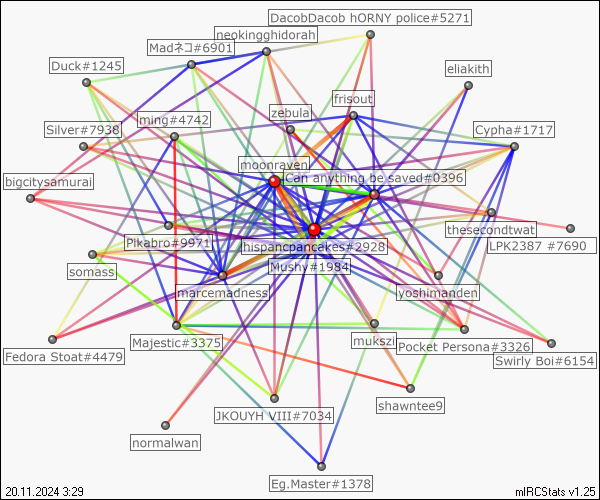 DacobDacob hORNY police#5271
neokingghidorah
Madネコ#6901
Duck#1245
eliakith
frisout
zebula
ming#4742
Silver#7938
Cypha#1717
moonraven
Can anything be saved#0396
bigcitysamurai
thesecondtwat
Pikabro#9971
hispancpancakes#2928
LPK2387 #7690
Mushy#1984
somass
marcemadness
yoshimanden
Majestic#3375
mukszi
Pocket Persona#3326
Fedora Stoat#4479
Swirly Boi#6154
shawntee9
JKOUYH VIII#7034
normalwan
Eg.Master#1378
20.11.2024 3:29
mIRCStats v1.25